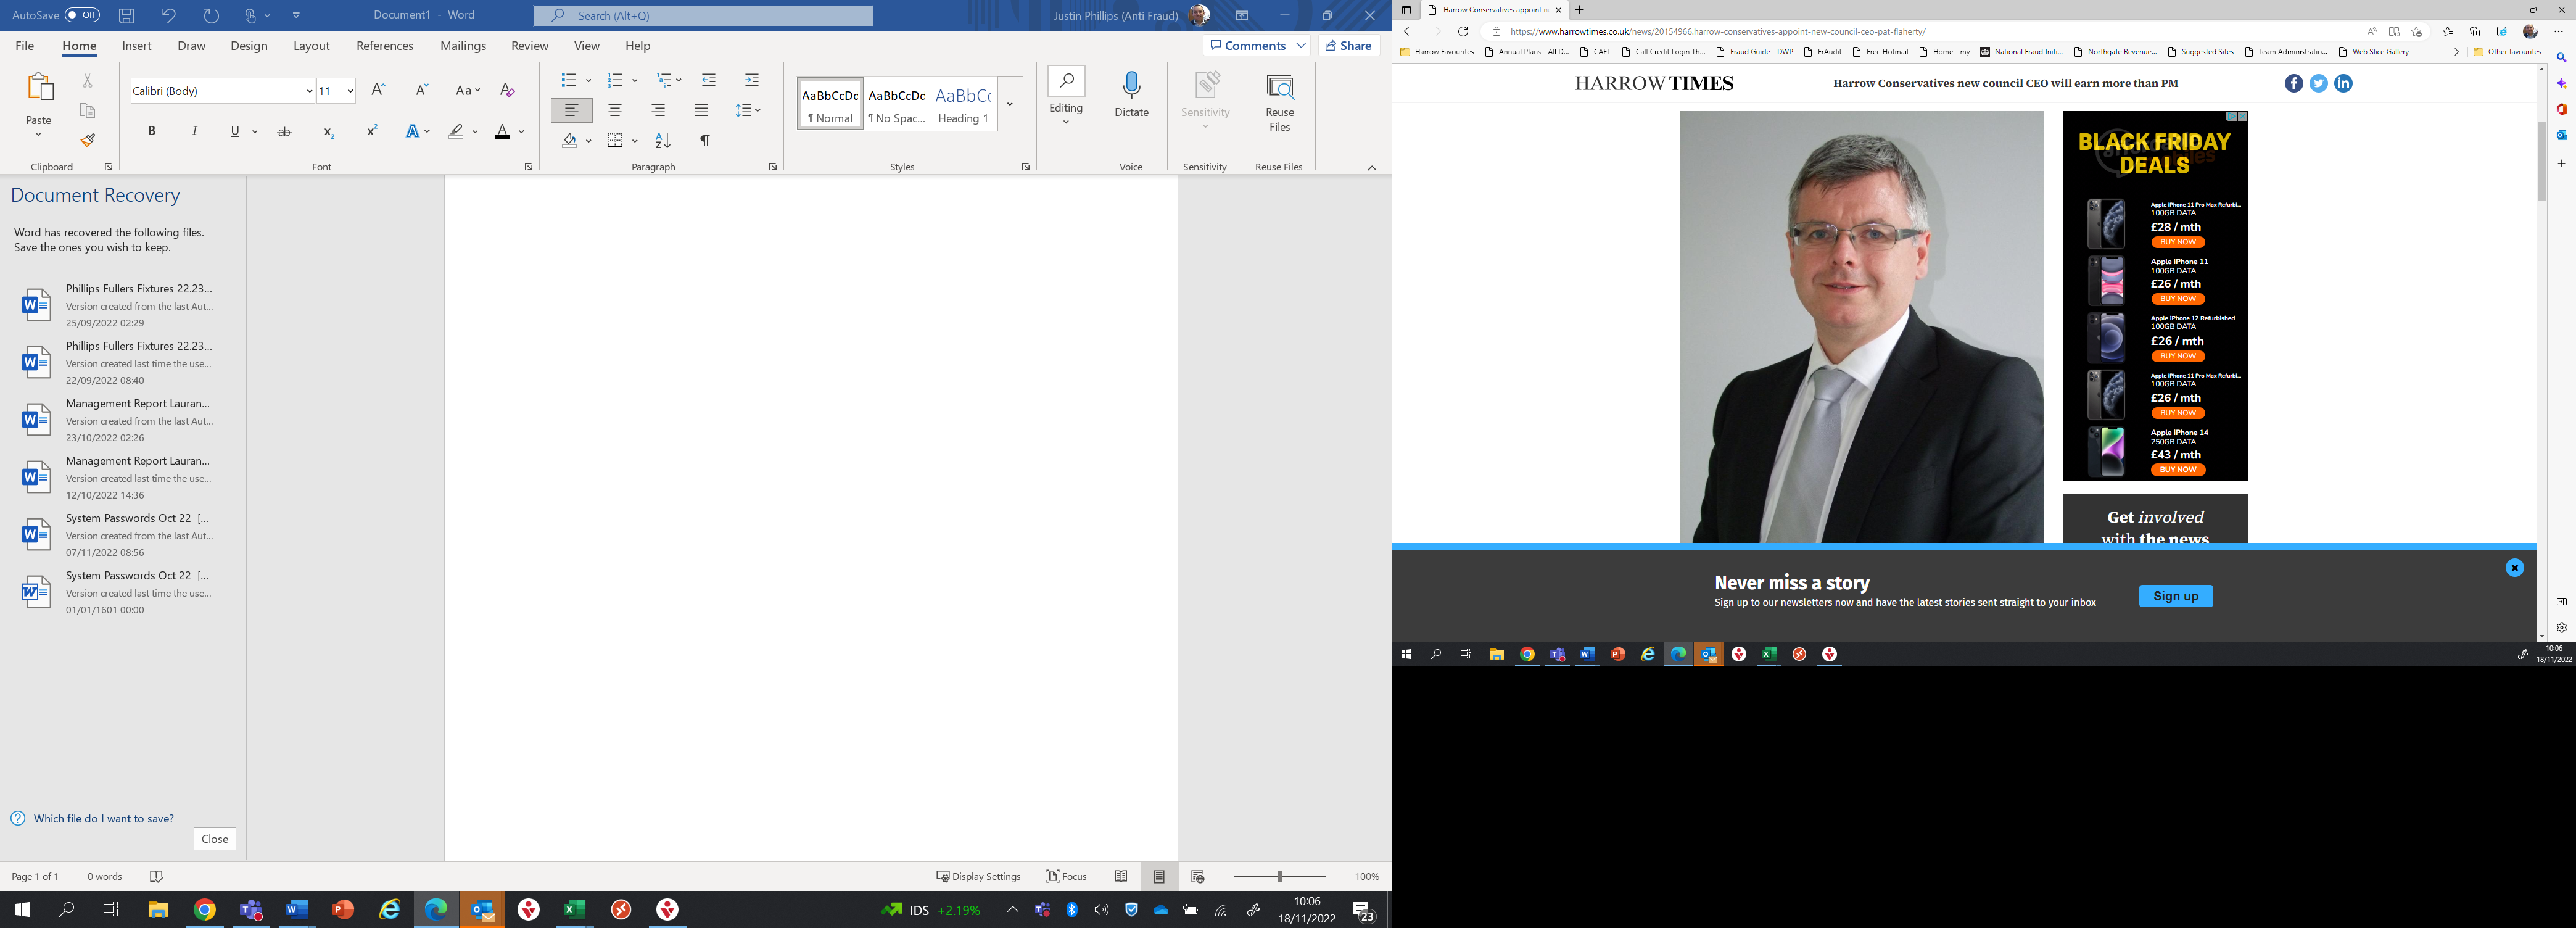 AutoSave Off
Document1 - Word
Search (Alt+Q)
Justin Phillips (Anti Fraud)
File Home Insert Draw Design Layout References Mailings Review View Help
Comments Share
Paste
Clipboard
Calibri (Body) 11
Font
Paragraph
AaBbCcDc AaBbCcDc AaBbCc
¶ Normal ¶ No Spac... Heading 1
Styles
Editing
Dictate
Voice
Sensitivity
Sensitivity
Reuse
Files
Reuse Files
Document Recovery
Word has recovered the following files.
Save the ones you wish to keep.
Phillips Fullers Fixtures 22.23...
Version created from the last Aut...
25/09/2022 02:29
Phillips Fullers Fixtures 22.23...
Version created last time the use...
22/09/2022 08:40
Management Report Lauran...
Version created from the last Aut...
23/10/2022 02:26
Management Report Lauran...
Version created last time the use...
12/10/2022 14:36
System Passwords Oct 22 [...
Version created from the last Aut...
07/11/2022 08:56
System Passwords Oct 22 [...
Version created last time the use...
01/01/1601 00:00
Which file do I want to save?
Close
Page 1 of 1 0 words
Display Settings Focus 100%
IDS +2.19%
10:06
18/11/2022
23
Harrow Conservatives appoint n
https://www.harrowtimes.co.uk/news/20154966.harrow-conservatives-appoint-new-council-ceo-pat-flaherty/
Harrow Favourites Annual Plans - All D... CAFT Call Credit Login Th... Fraud Guide - DWP FrAudit Free Hotmail Home - my National Fraud Initi... Northgate Revenue... Suggested Sites Team Administratio... Web Slice Gallery Other favourites
HARROW TIMES
Harrow Conservatives new council CEO will earn more than PM
BLACK FRIDAY
DEALS
Apple iPhone 11 Pro Max Refurbi...
100GB DATA
£28 / mth
BUY NOW
Apple iPhone 11
100GB DATA
£26 / mth
BUY NOW
Apple iPhone 12 Refurbished
100GB DATA
£26 / mth
BUY NOW
Apple iPhone 11 Pro Max Refurbi...
100GB DATA
£26 / mth
BUY NOW
Apple iPhone 14
250GB DATA
£43 / mth
BUY NOW
Get involved
with the news
Never miss a story
Sign up to our newsletters now and have the latest stories sent straight to your inbox
Sign up
10:06
18/11/2022